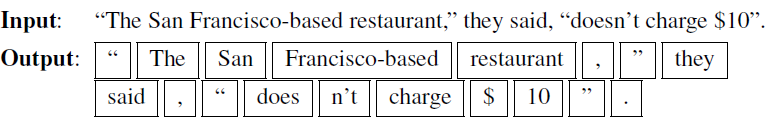 Input: “The San Francisco-based restaurant,” they said, “doesn’t charge $10”.
Output: “ The San Francisco-based restaurant , ” they
said , “ does n’t charge $ 10 ” .